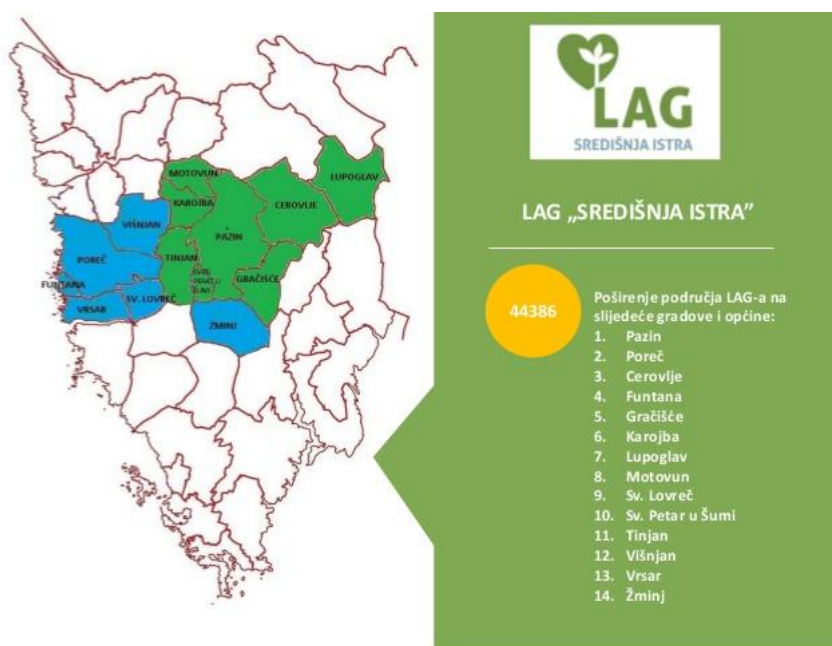 LUPOGLAV
MOTOVUN
KAROJBA
CEROVLJE
VIŠNJAN
PAZIN
POREČ
TINJAN
GRAČIŠĆE
FUNTANA
SV. LOVREČ
VRSAR
ŽMINJ
LAG
SREDIŠNJA ISTRA
LAG „SREDIŠNJA ISTRA”
44386
Poširenje područja LAG-a na
slijedeće gradove i općine:
1. Pazin
2. Poreč
3. Cerovlje
4. Funtana
5. Gračišće
6. Karojba
7. Lupoglav
8. Motovun
9. Sv. Lovreč
10. Sv. Petar u Šumi
11. Tinjan
12. Višnjan
13. Vrsar
14. Žminj